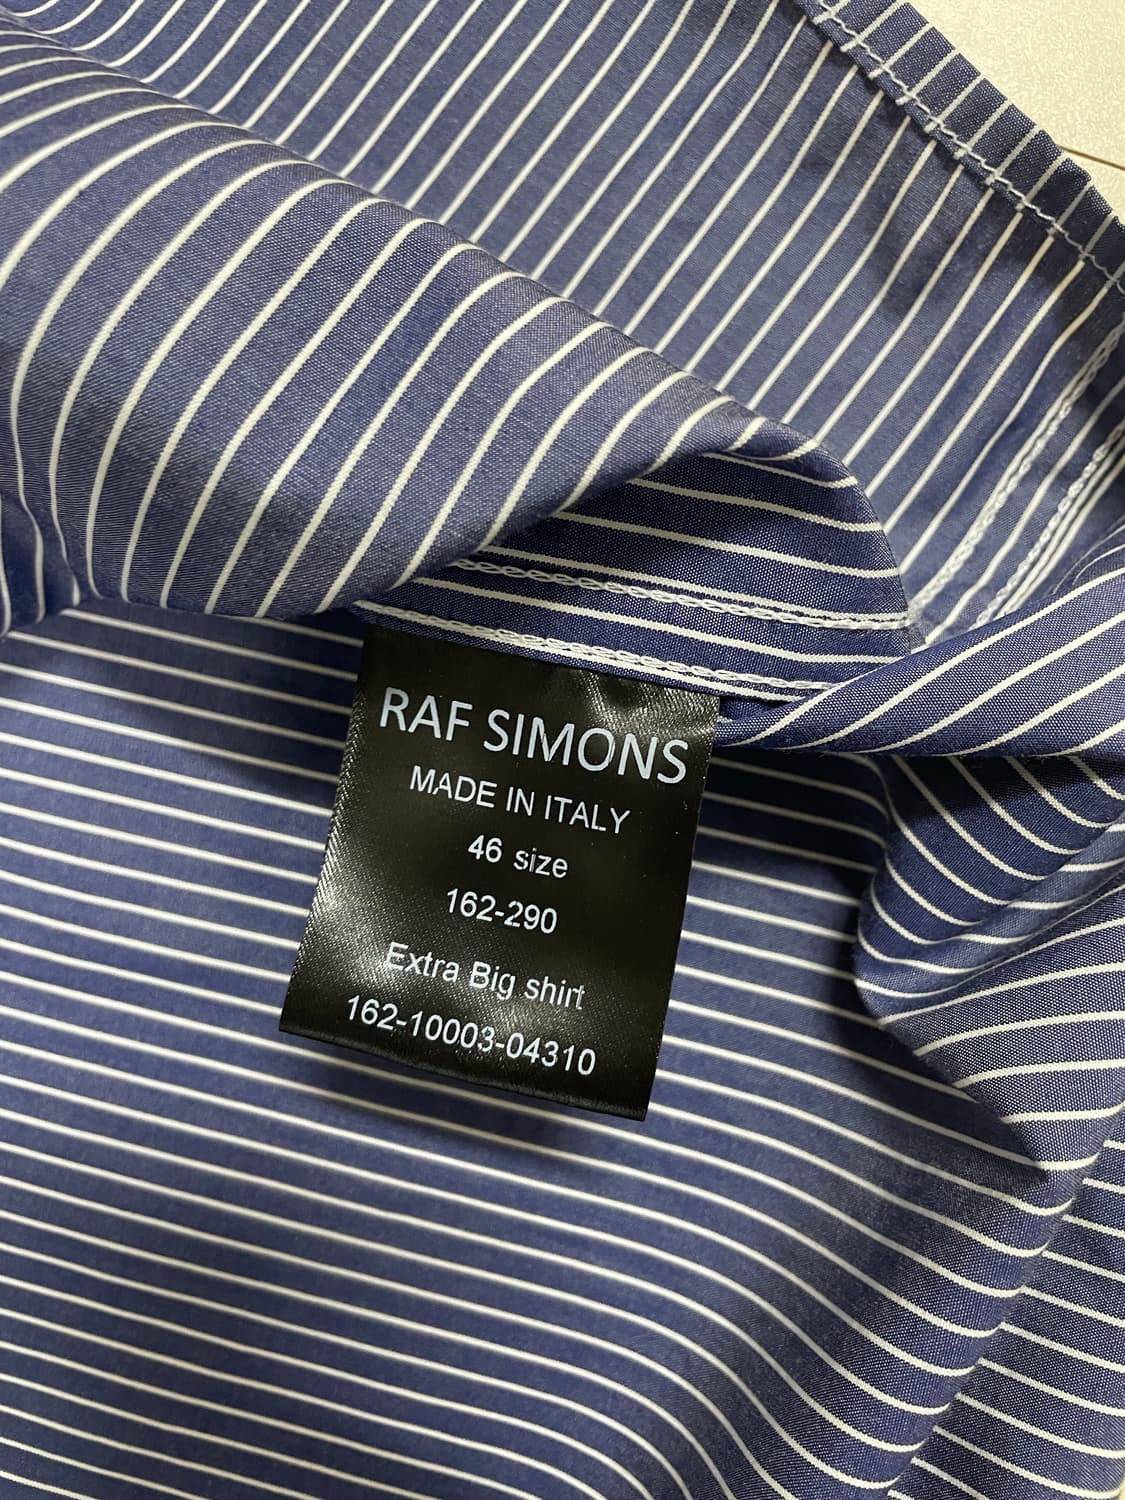 RAF SIMONS
MADE IN ITALY
46 size
162-290
Extra Big shirt
162-10003-04310